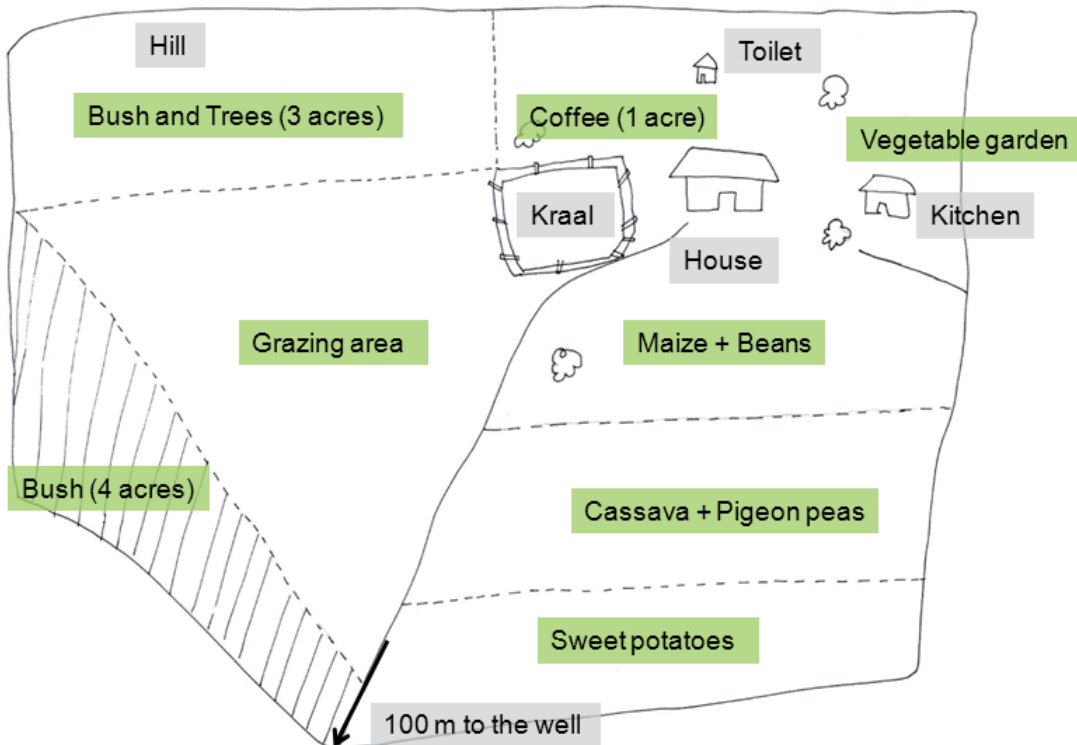 Hill
Toilet
Bush and Trees (3 acres)
Coffee (1 acre)
Vegetable garden
Kraal
Kitchen
House
Grazing area
Maize + Beans
Bush (4 acres)
Cassava + Pigeon peas
Sweet potatoes
100 m to the well